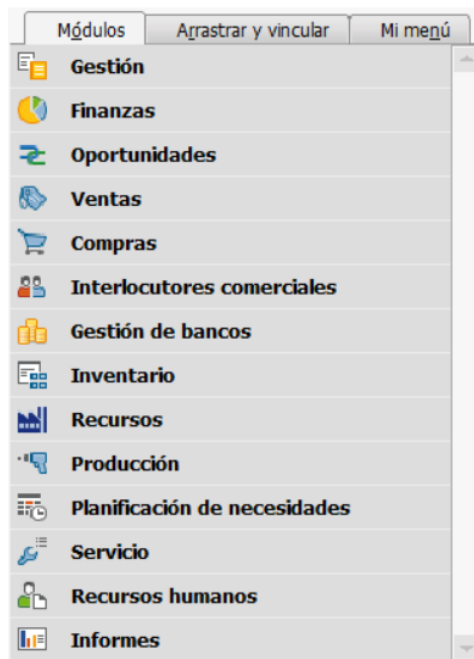 Módulos Arrastrar y vincular Mi menú
Gestión
Finanzas
Oportunidades
Ventas
Compras
Interlocutores comerciales
Gestión de bancos
Inventario
Recursos
Producción
Planificación de necesidades
Servicio
Recursos humanos
Informes